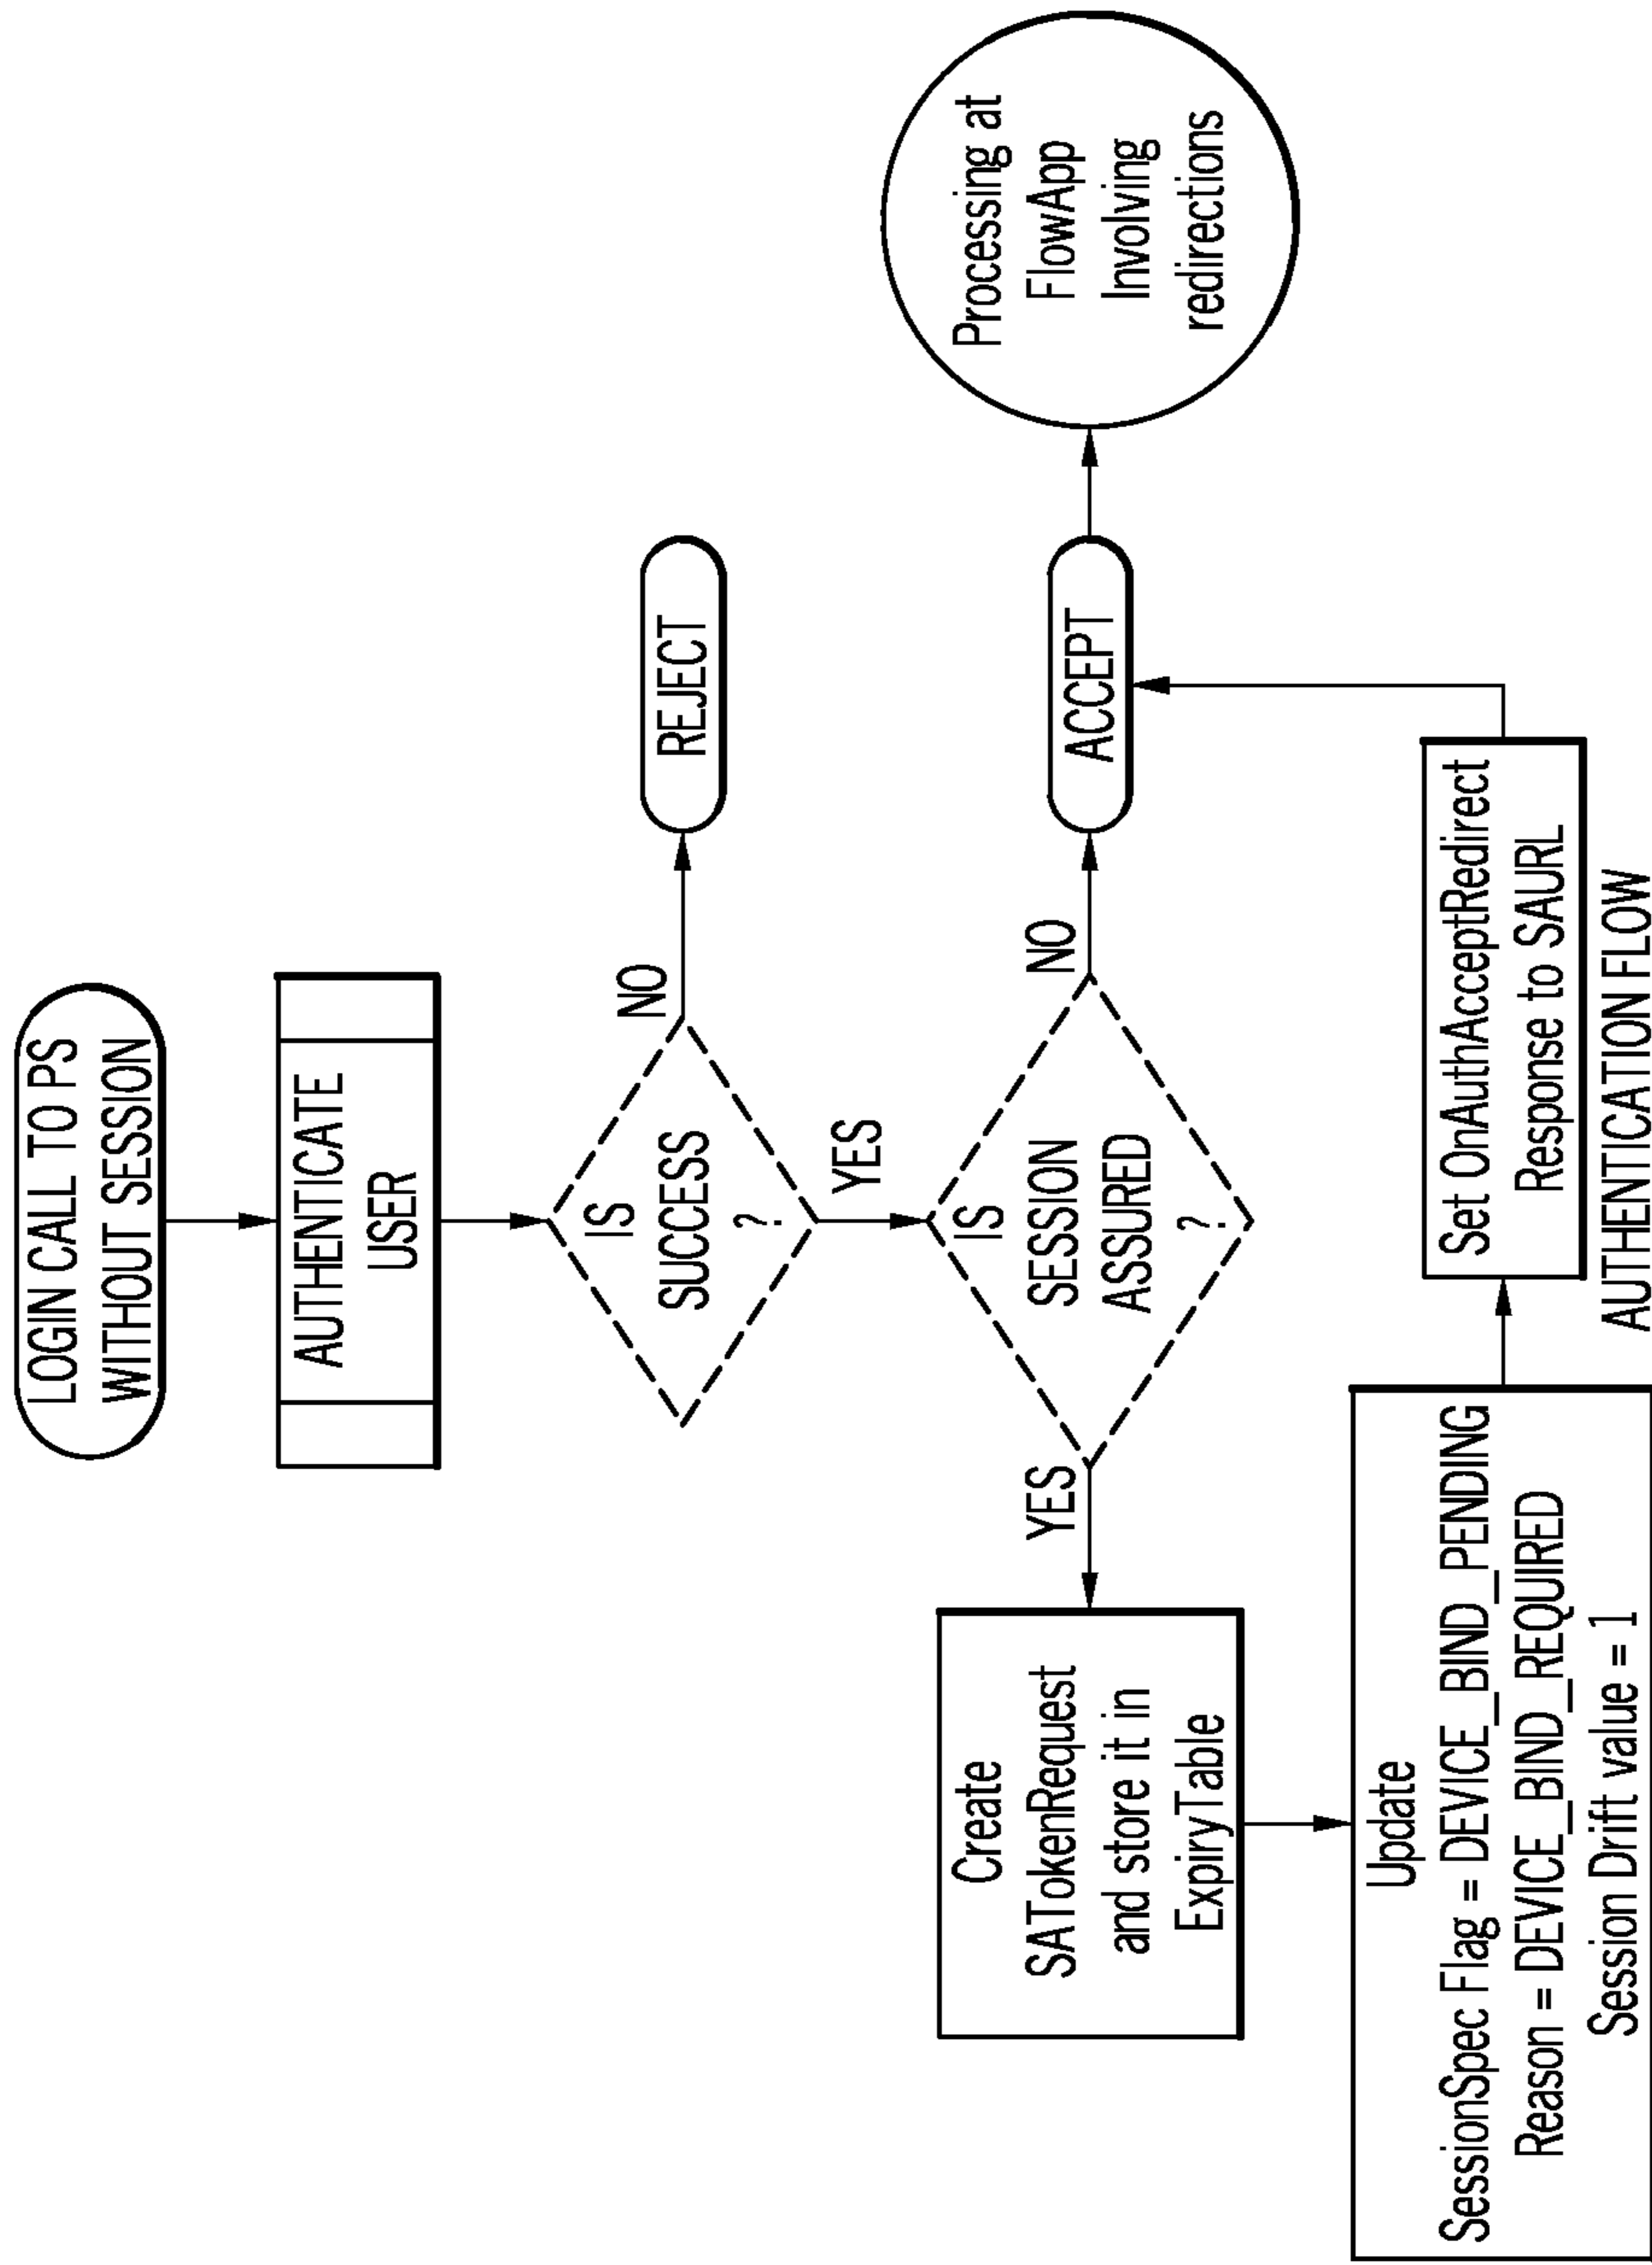 LOGIN CALL TO PS
WITHOUT SESSION
AUTHENTICATE
USER
IS
SUCCESS
?
NO
REJECT
YES
IS
SESSION
ASSURED
?
NO
ACCEPT
Processing at
FlowApp
Involving
redirections
YES
Create
SATokenRequest
and store it in
ExpiryTable
Update
SessionSpec Flag = DEVICE_BIND_PENDING
Reason = DEVICE_BIND_REQUIRED
Session Drift value = 1
Set OnAuthAcceptRedirect
Response to SAURL
AUTHENTICATION FLOW